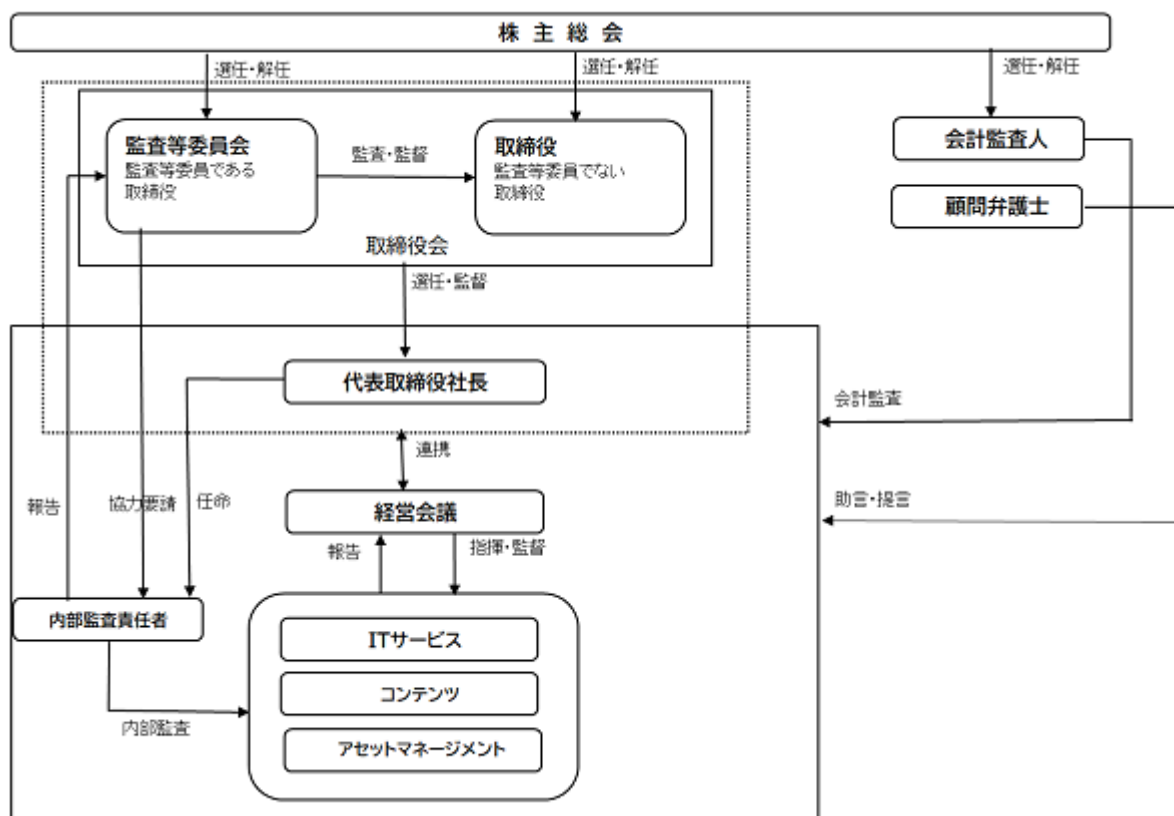 株主総会
選任・解任
選任・解任
選任・解任
監査等委員会
監査等委員である
取締役
監査・監督
取締役
監査等委員でない
取締役
会計監査人
顧問弁護士
取締役会
選任・監督
代表取締役社長
会計監査
連携
報告
協力要請
任命
経営会議
助言・提言
報告
指揮・監督
内部監査責任者
ITサービス
コンテンツ
内部監査
アセットマネージメント